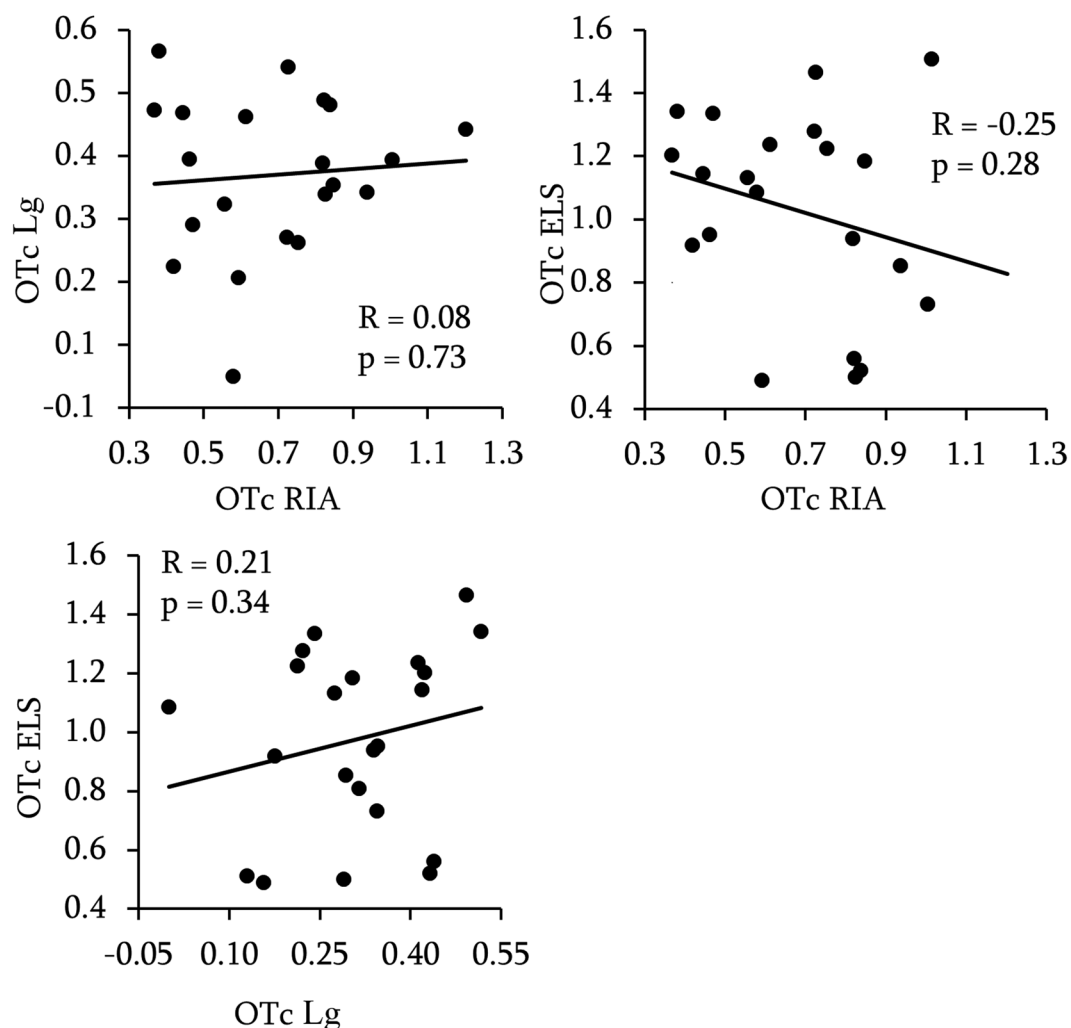 0.6
0.5
0.4
0.3
0.2
0.1
-0.1
OTc Lg
R = 0.08
p = 0.73
0.3 0.5 0.7 0.9 1.1 1.3
OTc RIA
1.6
1.4
1.2
1.0
0.8
0.6
0.4
OTc ELS
R = -0.25
p = 0.28
0.3 0.5 0.7 0.9 1.1 1.3
OTc RIA
1.6
1.4
1.2
1.0
0.8
0.6
0.4
OTc ELS
R = 0.21
p = 0.34
-0.05 0.10 0.25 0.40 0.55
OTc Lg